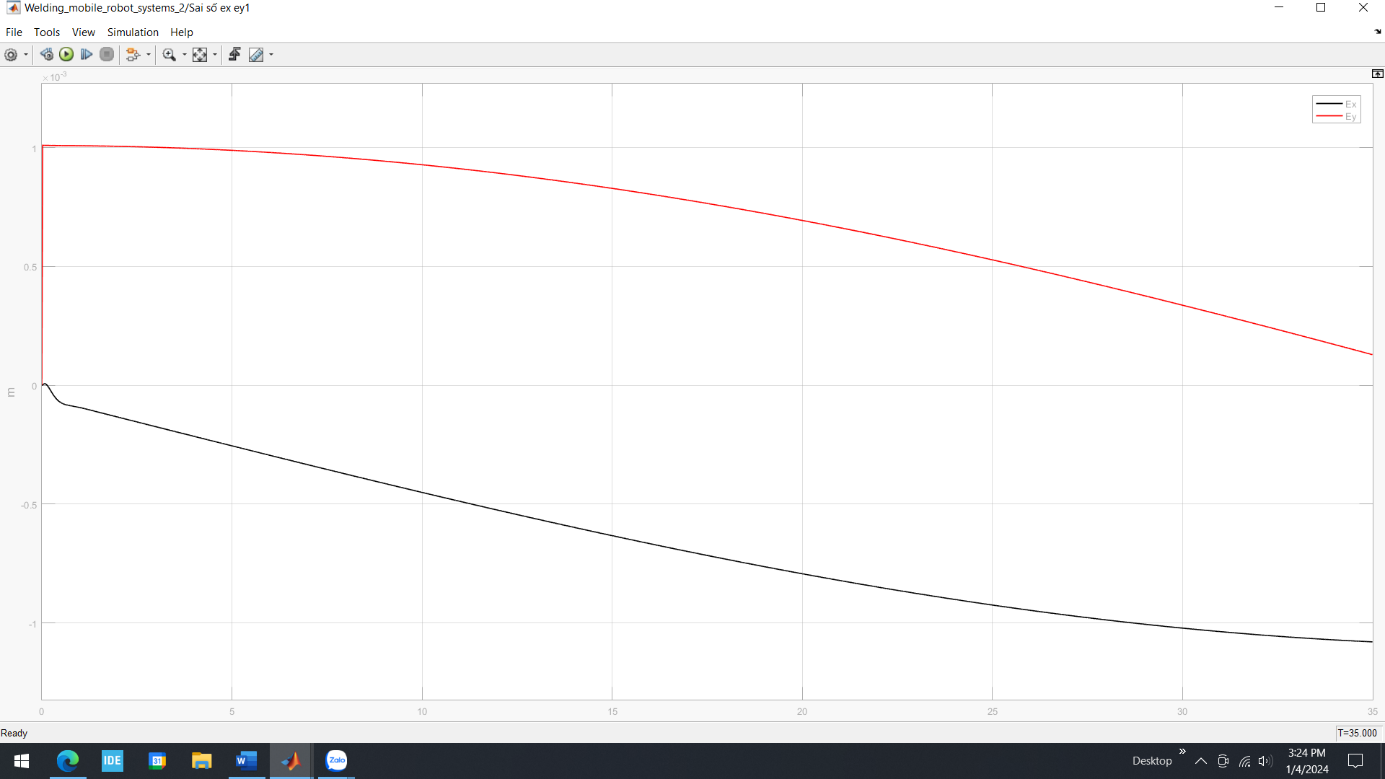 Welding_mobile_robot_systems_2/Sai số ex ey1
File Tools View Simulation Help
×10⁻³
Ex
Ey
1
0.5
0
-0.5
-1
m
0 5 10 15 20 25 30 35
Ready
T=35.000
IDE
31
W
Zalo
Desktop
3:24 PM
1/4/2024